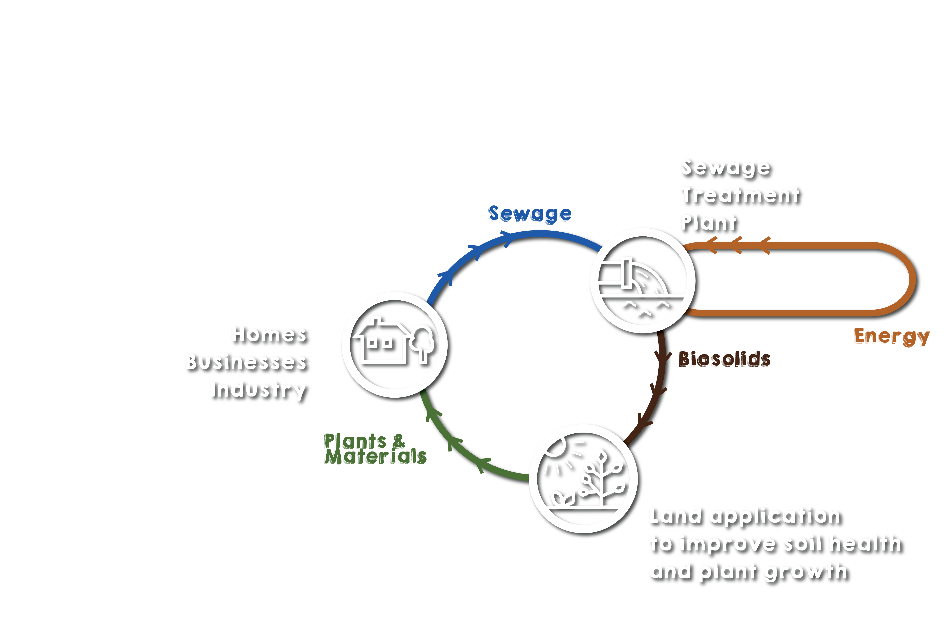 Sewage
Treatment
Plant
Sewage
Homes
Businesses
Industry
Energy
Biosolids
Plants &
Materials
Land application
to improve soil health
and plant growth